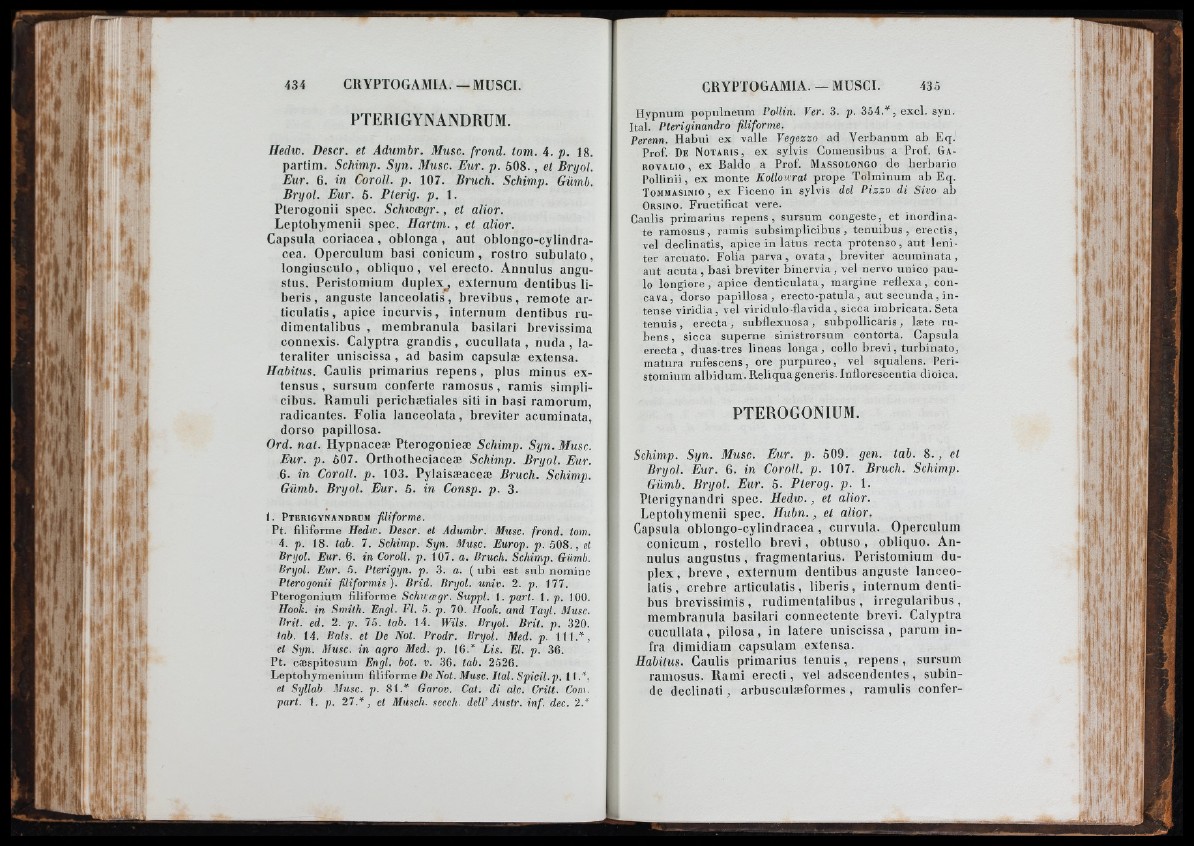 434 CRYPTOGAMIA. — MUSCI.
PTERIGYNANDRUM.
Hedw. Descr. et Adumbr. Musc. frond. tom. 4. p. 18.
partim. Schimp. Syn. Musc. Eur. p. 508., et Bryol.
Eur. 6. in Coroll. p. 107. Bruch. Schimp. Gümb.
Bryol. Eur. 5. Pterig. p. 1.
Pterogonii spec. Schwægr., et alior.
Leptohymenii spec. Hartm., et alior.
Capsula coriacea, oblonga, aut oblongo-cylindra-
cea. Operculum basi conicum, rostro subulato,
longiusculo, obliquo, vel erecto. Annulus angu-
stus. Peristomium duplex, externum dentibus li-
beris, anguste lanceolatis, brevibus, remote ar-
ticulatis, apice incurvis, internum dentibus ru-
dimentalibus, membranula basilari brevissima
connexis. Calyptra grandis, cucullata, nuda, la-
teraliter uniscissa, ad basim capsulæ extensa.
Habitus. Caulis primarius repens, plus minus ex-
tensus, sursum conferte ramosus, ramis simpli-
cibus. Ramuli perichætiales siti in basi ramorum,
radicantes. Folia lanceolata, breviter acuminata,
dorso papillosa.
Ord. nat. Hypnaceæ Pterogonieæ Schimp. Syn. Musc.
Eur. p. 507. Orthotheciaceæ Schimp. Bryol. Eur.
6. in Coroll. p. 103. Pylaisæaceæ Bruch. Schimp.
Gümb. Bryol. Eur. 5. in Consp. p. 3.
1. PTERIGYNANDRUM filiforme.
Pt. filiforme Hedw. Descr. et Adumbr. Musc. frond. tom.
4. p. 18. tab. 7. Schimp. Syn. Musc. Europ. p. 508., et
Bryol. Eur. 6. in Coroll. p. 107. a. Bruch. Schimp. Gümb.
Bryol. Eur. 5. Pterigyn. p. 3. a. (ubi est sub nomine
Pterogonii filiformis). Brid. Bryol. univ. 2. p. 177.
Pterogonium filiforme Schwægr. Suppl. 1. part. 1. p. 100.
Hook. in Smith. Engl. Fl. 5. p. 70. Hook. and Tayl. Musc.
Brit. ed. 2. p. 75. tab. 14. Wils. Bryol. Brit. p. 320.
tab. 14. Bals. et De Not. Prodr. Bryol. Med. p. 111.*,
et Syn. Musc. in agro Med. p. 16.* Lis. El. p. 36.
Pt. cæspitosum Engl. bot. v. 36. tab. 2526.
Leptohymenium filiforme De Not. Musc. Ital. Spicil. p. 11.*,
et Syllab Musc. p. 81.* Garov. Cat. di alc. Critt. Com.
part. 1. p. 27.*, et Musch. secch. dell' Austr. inf. dec. 2.*
CRYPTOGAMIA. — MUSCI. 435
Hypnum populneum Pollin. Ver. 3. p. 354.*, excl. syn.
Ital. Pteriginandro filiforme.
Perenn. Habui ex valle Vegezzo ad Verbanum ab Eq.
Prof. DE NOTARIS, ex sylvis Comensibus a Prof. GA-
ROVALIO, ex Baldo a Prof. MASSOLONGO de herbario
Pollinii, ex monte Kollowrat prope Tolminum ab Eq.
TOMMASINIO, ex Piceno in sylvis del Pizzo di Sivo ab
ORSINO. Fructificat vere.
Caulis primarius repens, sursum congeste, et inordina-
te ramosus, ramis subsimplicibus, tenuibus, erectis,
vel declinatis, apice in latus recta protenso, aut leni-
ter arcuato. Folia parva, ovata, breviter acuminata,
aut acuta, basi breviter binervia, vel nervo unico pau-
lo longiore, apice denticulata, margine reflexa, con-
cava, dorso papillosa, erecto-patula, aut secunda, in-
tense viridia, vel viridulo-flavida, sicca imbricata. Seta
tenuis, erecta, subflexuosa, subpollicaris, læte ru-
bens, sicca superne sinistrorsum contorta. Capsula
erecta, duas-tres lineas longa, collo brevi, turbinato,
matura rufescens, ore purpureo, vel squalens. Peri-
stomium albidum. Reliqua generis. Inflorescentia dioica.
PTEROGONIUM.
Schimp. Syn. Musc. Eur. p. 509. gen. tab. 8., et
Bryol. Eur. 6. in Coroll. p. 107. Bruch. Schimp.
Gümb. Bryol. Eur. 5. Pterog. p. 1.
Pterigynandri spec. Hedw., et alior.
Leptohymenii spec. Hubn., et alior.
Capsula oblongo-cylindracea, curvula. Operculum
conicum, rostello brevi, obtuso, obliquo. An-
nulus angustus, fragmentarius. Peristomium du-
plex, breve, externum dentibus anguste lanceo-
latis, crebre articulatis, liberis, internum denti-
bus brevissimis, rudimentalibus, irregularibus,
membranula basilari connectente brevi. Calyptra
cucullata, pilosa, in latere uniscissa, parum in-
fra dimidiam capsulam extensa.
Habitus. Caulis primarius tenuis, repens, sursum
ramosus. Rami erecti, vel adscendentes, subin-
de declinati, arbusculæformes, ramulis confer-